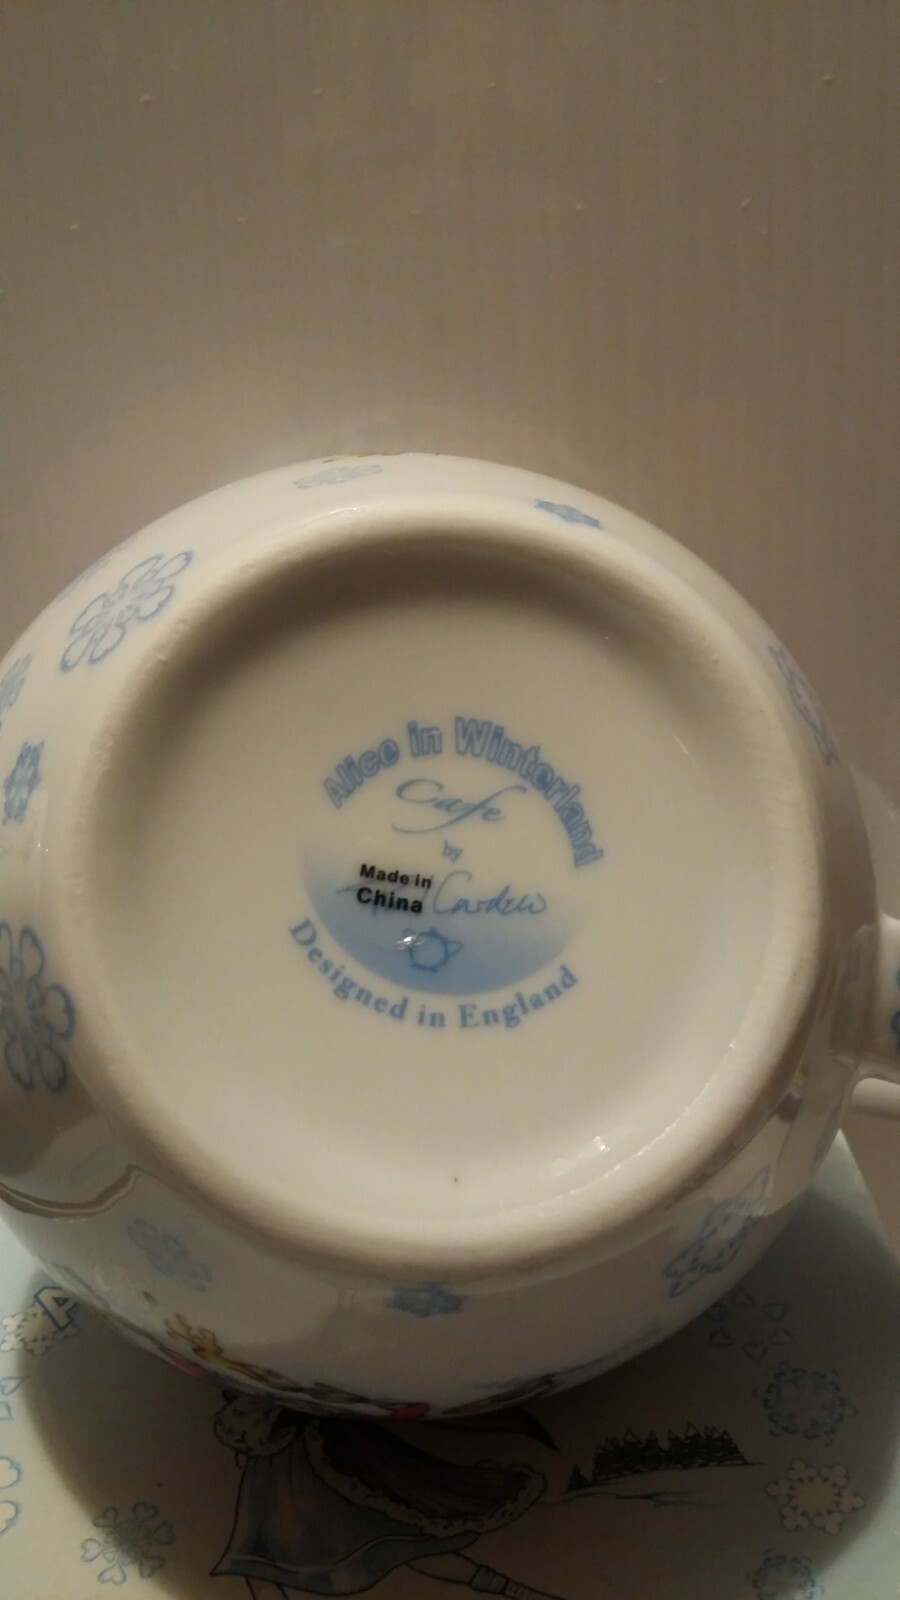 Alice in Winterland
Cafe
by
Cardew
Made in
China
Designed in England